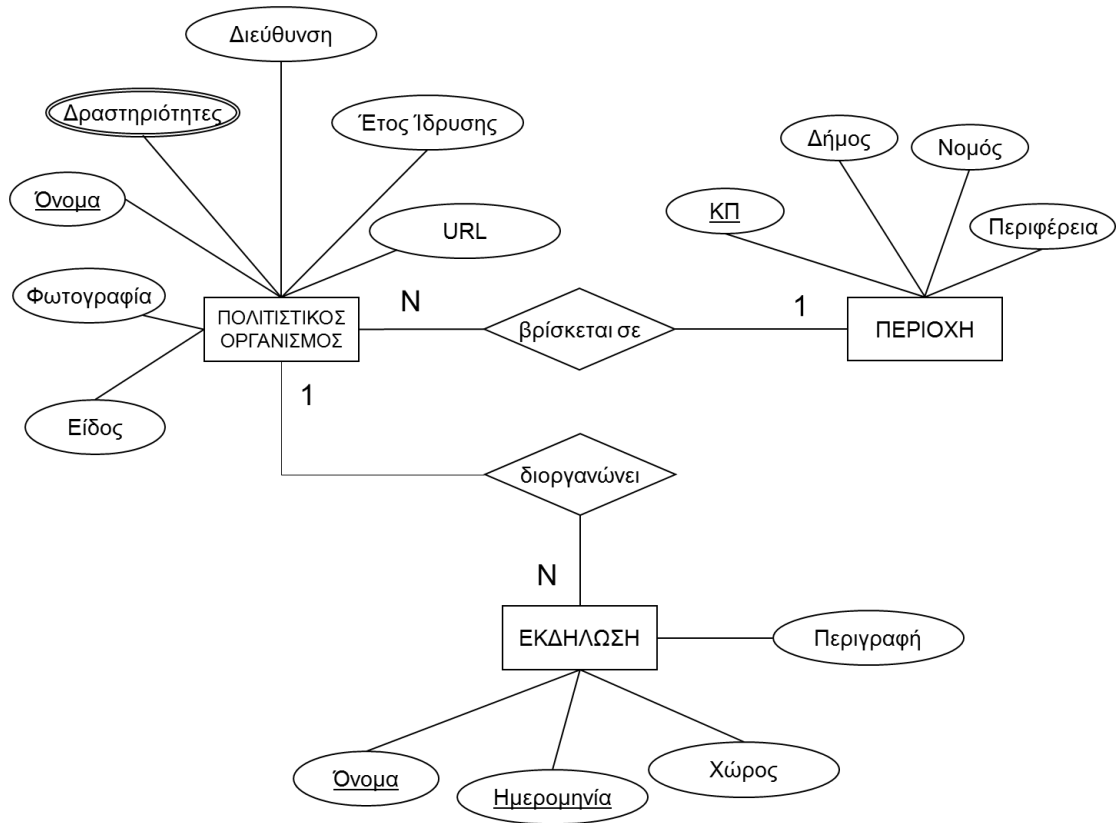 Διεύθυνση
Δραστηριότητες
Έτος Ίδρυσης
Όνομα
URL
Φωτογραφία
Είδος
ΠΟΛΙΤΙΣΤΙΚΟΣ
ΟΡΓΑΝΙΣΜΟΣ
N
βρίσκεται σε
1
Δήμος
Νομός
ΚΠ
Περιφέρεια
ΠΕΡΙΟΧΗ
1
διοργανώνει
N
ΕΚΔΗΛΩΣΗ
Περιγραφή
Όνομα
Ημερομηνία
Χώρος